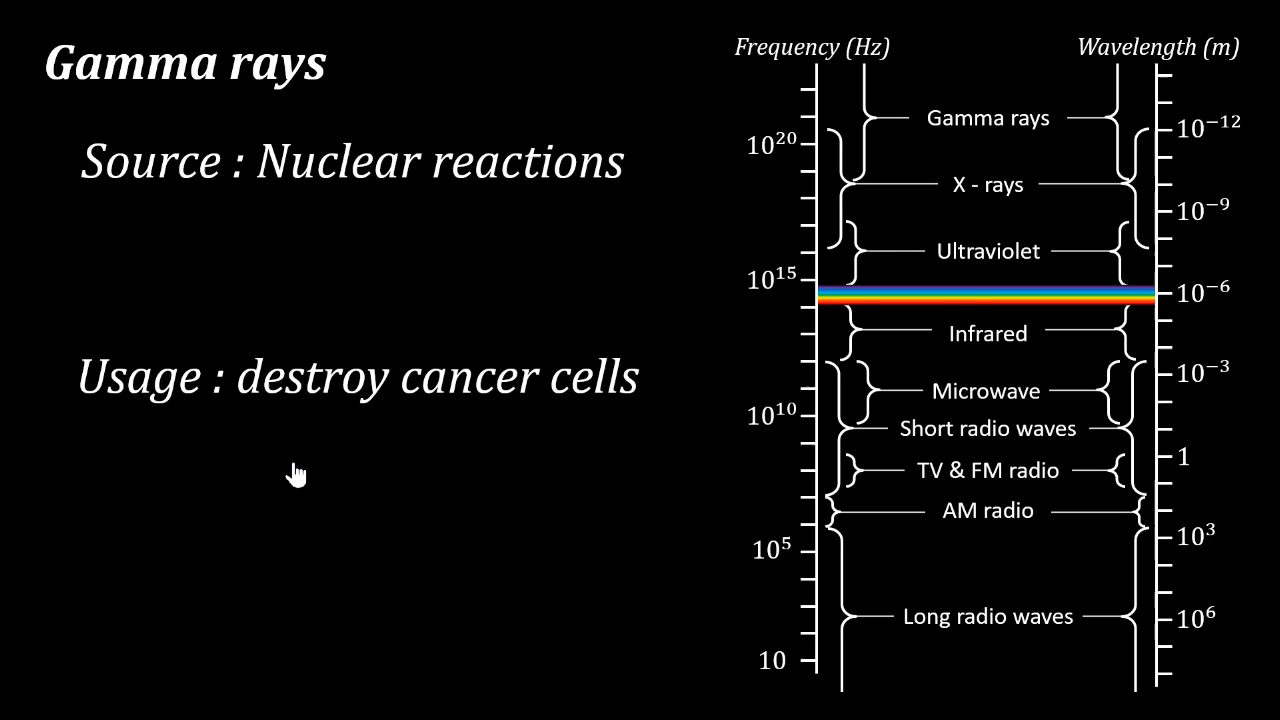 Gamma rays
Source : Nuclear reactions
Usage : destroy cancer cells
Frequency (Hz)
Wavelength (m)
Gamma rays
10⁻¹²
10²⁰
X - rays
10⁻⁹
Ultraviolet
10¹⁵
10⁻⁶
Infrared
10⁻³
Microwave
10¹⁰
Short radio waves
1
TV & FM radio
AM radio
10³
10⁵
Long radio waves
10⁶
10